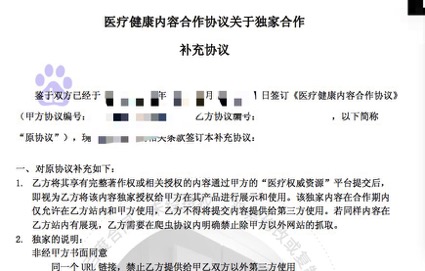 医疗健康内容合作协议关于独家合作
补充协议
鉴于双方已经于 年 月 日签订《医疗健康内容合作协议》
（甲方协议编号： 乙方协议编号： ，以下简称
“原协议”），现 相关条款签订本补充协议：
一、对原协议补充如下：
1. 乙方将其享有完整著作权或相关授权的内容通过甲方的“医疗权威资源”平台提交后，
即视为乙方将该内容独家授权给甲方在其产品进行展示和使用。该独家内容在合作期内
仅允许在乙方站内和甲方使用，乙方不得将提交内容提供给第三方使用。若同样内容在
乙方站内有展现，乙方需要在爬虫协议内明确禁止除甲方以外网站的抓取。
2. 独家的说明：
非经甲方书面同意
同一个 URL 链接，禁止乙方提供给甲乙双方以外第三方使用